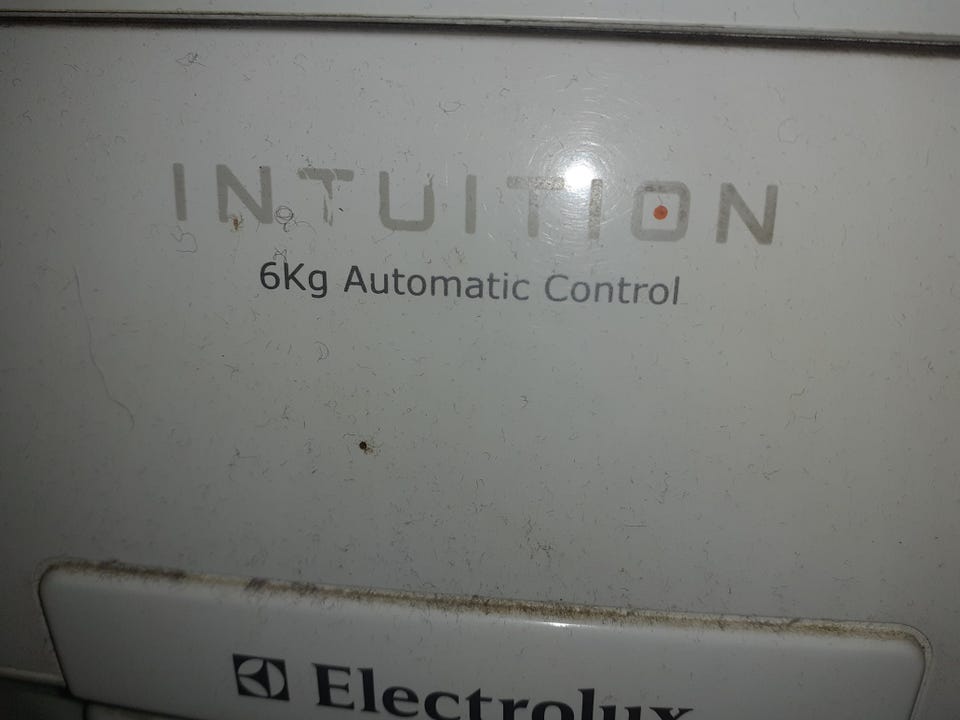 INTUITION
6Kg Automatic Control
Electrolux